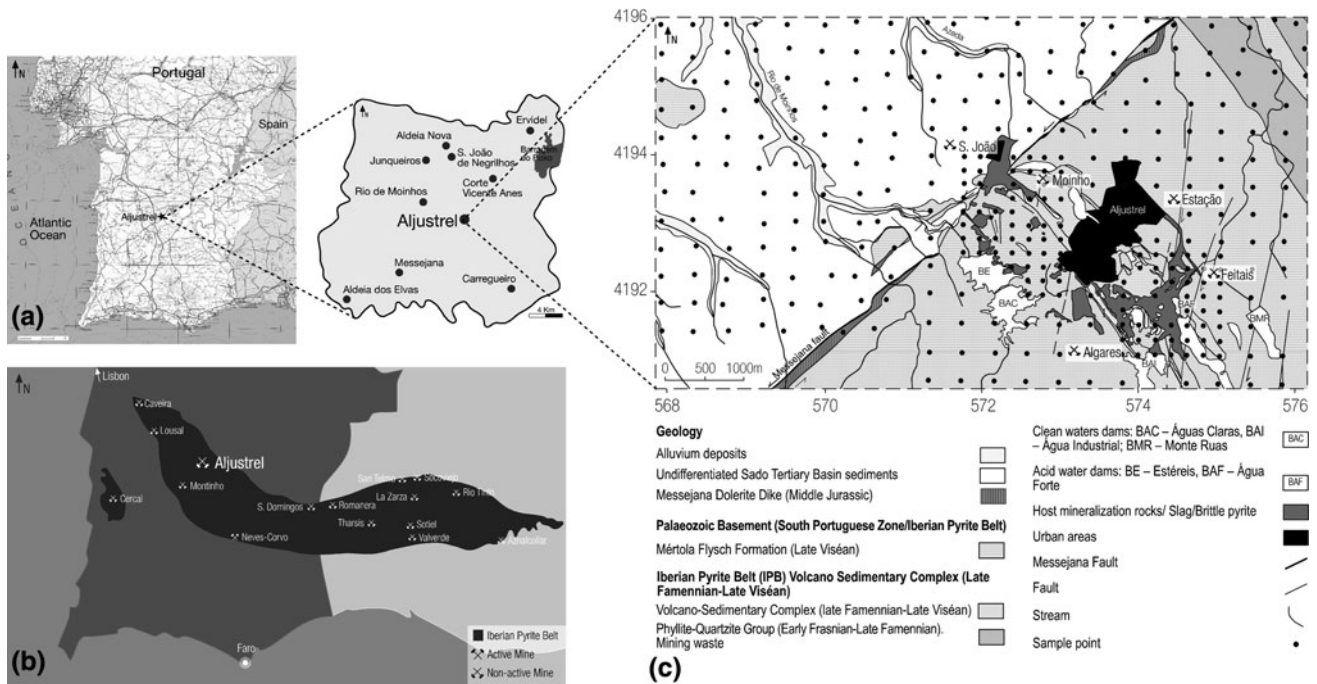 N
Portugal
Spain
Aljustrel
Atlantic
Ocean
(a)
N
Ervidel
Aldeia Nova
Junqueiros
S. João
de Negrilhos
Rio de Moinhos
Corte
Vicente Anes
Aljustrel
Messejana
Carregueiro
Aldeia dos Elvas
4 Km
N
Lisbon
Caveira
Lousal
Aljustrel
Montinho
Cercal
S. Domingos
Romanera
La Zarza
Rio Tinto
Tharsis
Sotiel
Valverde
Neves-Corvo
Aznalcollar
Faro
Iberian Pyrite Belt
Active Mine
Non-active Mine
(b)
(c)
4196
4194
4192
N
Azeda
Rio de Moinhos
S. João
Moinho
Aljustrel
Estação
Feitais
BE
BAC
BAF
BMR
Algares
BAI
Messejana fault
0 500 1000m
568 570 572 574 576
Geology
Alluvium deposits
Undifferentiated Sado Tertiary Basin sediments
Messejana Dolerite Dike (Middle Jurassic)
Palaeozoic Basement (South Portuguese Zone/Iberian Pyrite Belt)
Mértola Flysch Formation (Late Viséan)
Iberian Pyrite Belt (IPB) Volcano Sedimentary Complex (Late
Famennian-Late Viséan)
Volcano-Sedimentary Complex (late Famennian-Late Viséan)
Phyllite-Quartzite Group (Early Frasnian-Late Famennian).
Mining waste
Clean waters dams: BAC – Águas Claras, BAI
– Água Industrial; BMR – Monte Ruas
BAC
Acid water dams: BE – Estéreis, BAF – Água
Forte
BAF
Host mineralization rocks/ Slag/Brittle pyrite
Urban areas
Messejana Fault
Fault
Stream
Sample point